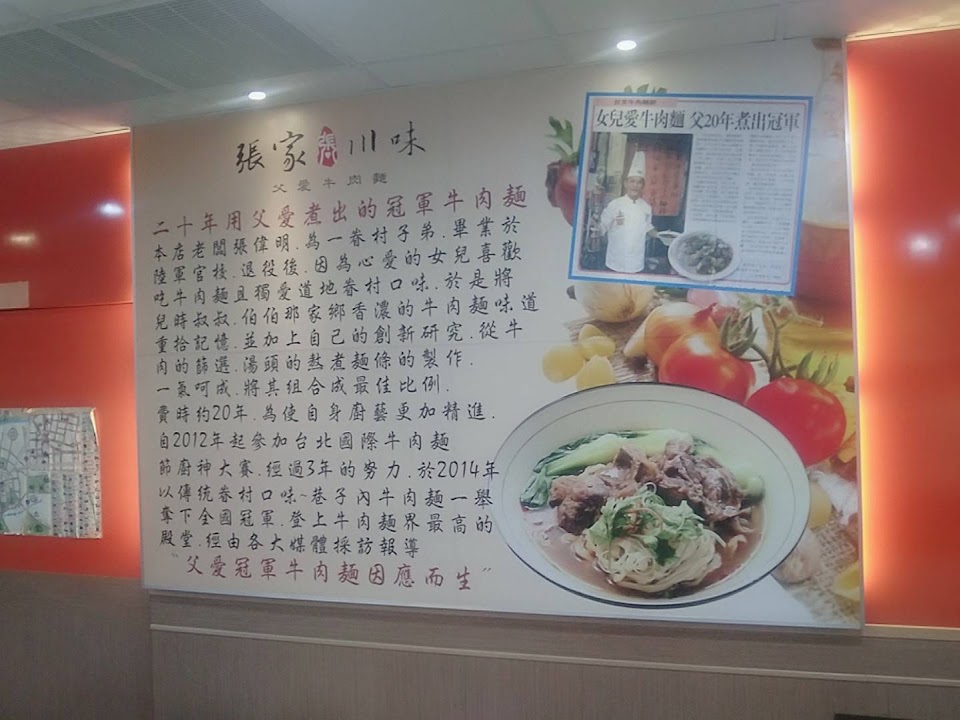 張家張川味
父愛牛肉麵
二十年用父愛煮出的冠軍牛肉麵
本店老闆張偉明.為一眷村子弟.畢業於
陸軍官校.退役後.因為心愛的女兒喜歡
吃牛肉麵且獨愛道地眷村口味.於是將
兒時叔叔.伯伯那家鄉香濃的牛肉麵味道
重拾記憶.並加上自己的創新研究.從牛
肉的篩選.湯頭的熬煮麵條的製作.
一氣呵成.將其組合成最佳比例.
費時約20年.為使自身廚藝更加精進.
自2012年起參加台北國際牛肉麵
節廚神大賽.經過3年的努力.於2014年
以傳統眷村口味~巷子內牛肉麵一舉
奪下全國冠軍.登上牛肉麵界最高的
殿堂.經由各大媒體採訪報導
"父愛冠軍牛肉麵因應而生"
女兒愛牛肉麵 父20年煮出冠軍